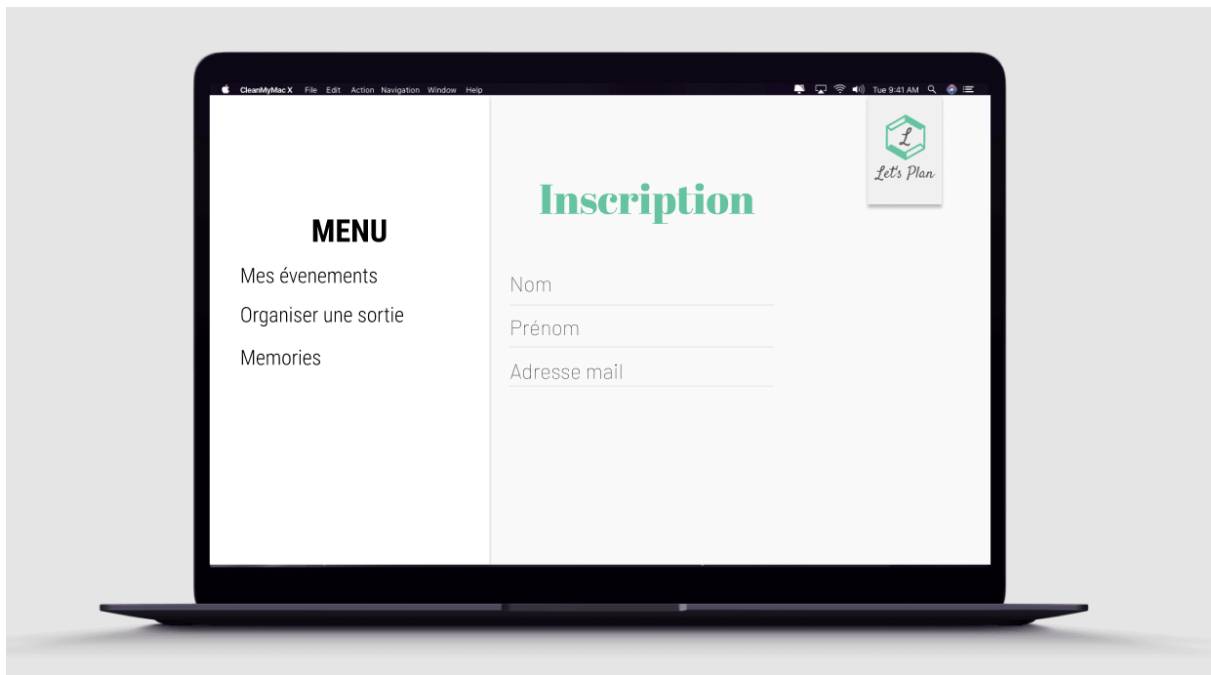 CleanMyMac X File Edit Action Navigation Window Help Tue 9:41 AM
L
Let's Plan
Inscription
MENU
Mes évenements
Organiser une sortie
Memories
Nom
Prénom
Adresse mail